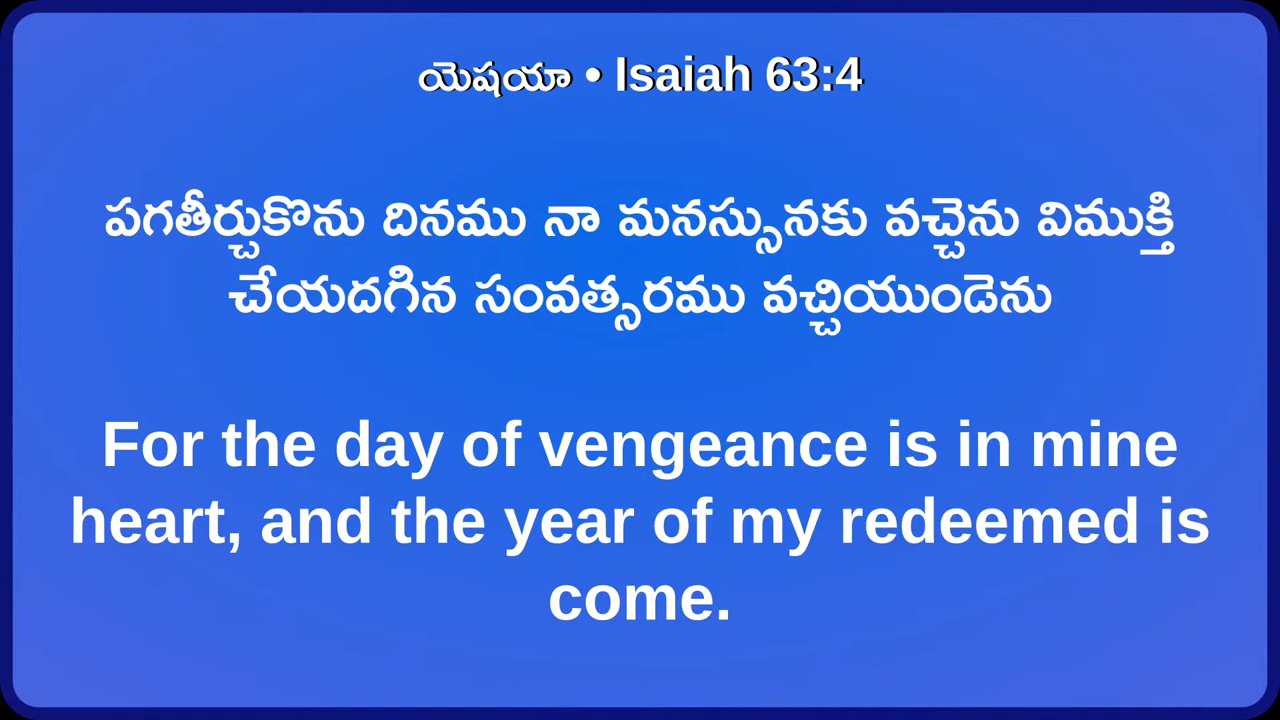 యెషయా • Isaiah 63:4
పగతీర్చుకొను దినము నా మనస్సునకు వచ్చెను విముక్తి
చేయదగిన సంవత్సరము వచ్చియుండెను
For the day of vengeance is in mine
heart, and the year of my redeemed is
come.